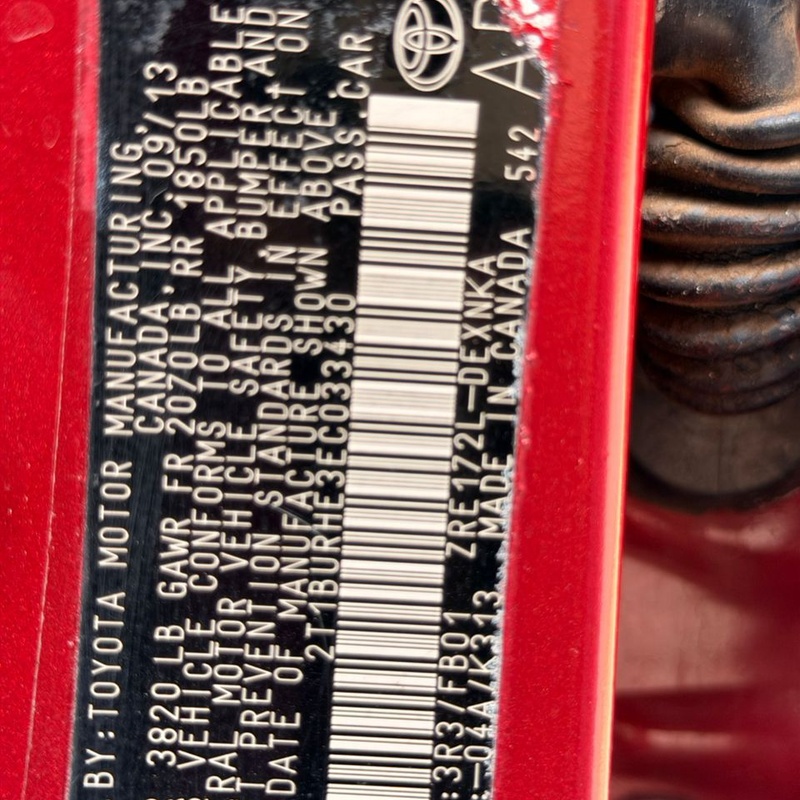 BY:TOYOTA MOTOR MANUFACTURING,
CANADA,INC.09/13
3820 LB GAWR FR 2070LB RR 1850LB
VEHICLE CONFORMS TO ALL APPLICABLE
RAL MOTOR VEHICLE SAFETY BUMPER AND
T PREVENTION STANDARDS IN EFFECT ON
DATE OF MANUFACTURE SHOWN ABOVE.
2T1BURHE3EC033430 PASS.CAR
:3R3/FB01 ZRE172L-DEXNKA 542
:-04A/K313 MADE IN CANADA